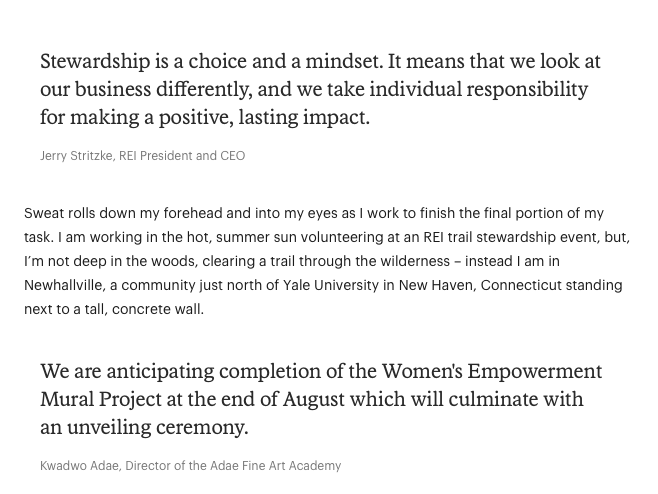 Stewardship is a choice and a mindset. It means that we look at
our business differently, and we take individual responsibility
for making a positive, lasting impact.
Jerry Stritzke, REI President and CEO
Sweat rolls down my forehead and into my eyes as I work to finish the final portion of my
task. I am working in the hot, summer sun volunteering at an REI trail stewardship event, but,
I’m not deep in the woods, clearing a trail through the wilderness – instead I am in
Newhallville, a community just north of Yale University in New Haven, Connecticut standing
next to a tall, concrete wall.
We are anticipating completion of the Women's Empowerment
Mural Project at the end of August which will culminate with
an unveiling ceremony.
Kwadwo Adae, Director of the Adae Fine Art Academy